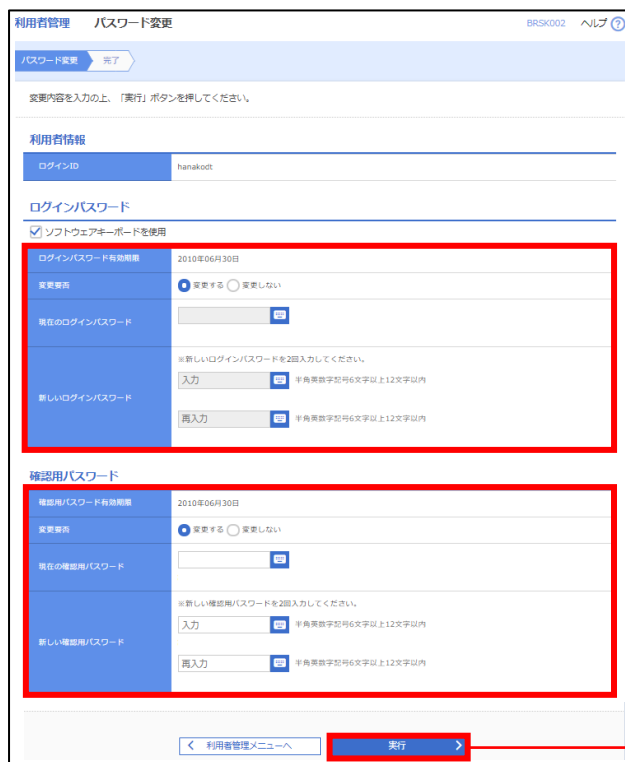 利用者管理 パスワード変更 BRSK002 ヘルプ ?
パスワード変更 完了
変更内容を入力の上、「実行」ボタンを押してください。
利用者情報
ログインID hanakodt
ログインパスワード
ソフトウェアキーボードを使用
ログインパスワード有効期限 2010年06月30日
変更要否 変更する 変更しない
現在のログインパスワード
※新しいログインパスワードを2回入力してください。
新しいログインパスワード
入力 半角英数字記号6文字以上12文字以内
再入力 半角英数字記号6文字以上12文字以内
確認用パスワード
確認用パスワード有効期限 2010年06月30日
変更要否 変更する 変更しない
現在の確認用パスワード
※新しい確認用パスワードを2回入力してください。
新しい確認用パスワード
入力 半角英数字記号6文字以上12文字以内
再入力 半角英数字記号6文字以上12文字以内
利用者管理メニューへ 実行